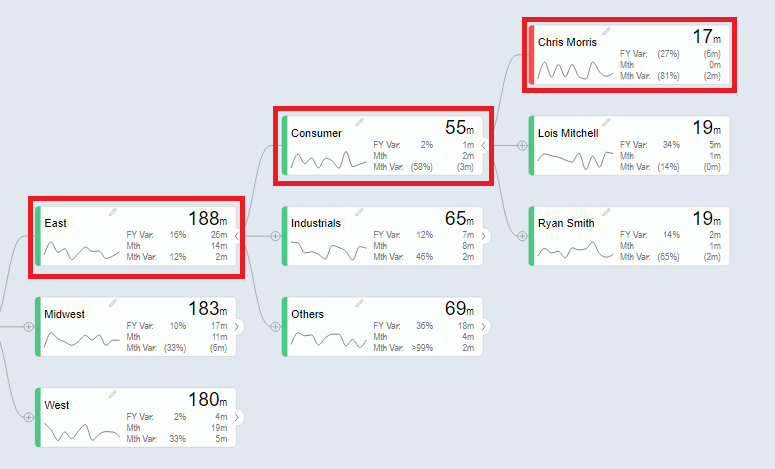 Chris Morris 17m
FY Var: (27%) (6m)
Mth 0m
Mth Var: (81%) (2m)
Consumer 55m
FY Var: 2% 1m
Mth 2m
Mth Var: (58%) (3m)
Lois Mitchell 19m
FY Var: 34% 5m
Mth 1m
Mth Var: (14%) (0m)
East 188m
FY Var: 16% 26m
Mth 14m
Mth Var: 12% 2m
Industrials 65m
FY Var: 12% 7m
Mth 8m
Mth Var: 46% 2m
Ryan Smith 19m
FY Var: 14% 2m
Mth 1m
Mth Var: (65%) (2m)
Midwest 183m
FY Var: 10% 17m
Mth 11m
Mth Var: (33%) (6m)
Others 69m
FY Var: 36% 18m
Mth 4m
Mth Var: >99% 2m
West 180m
FY Var: 2% 4m
Mth 19m
Mth Var: 33% 5m